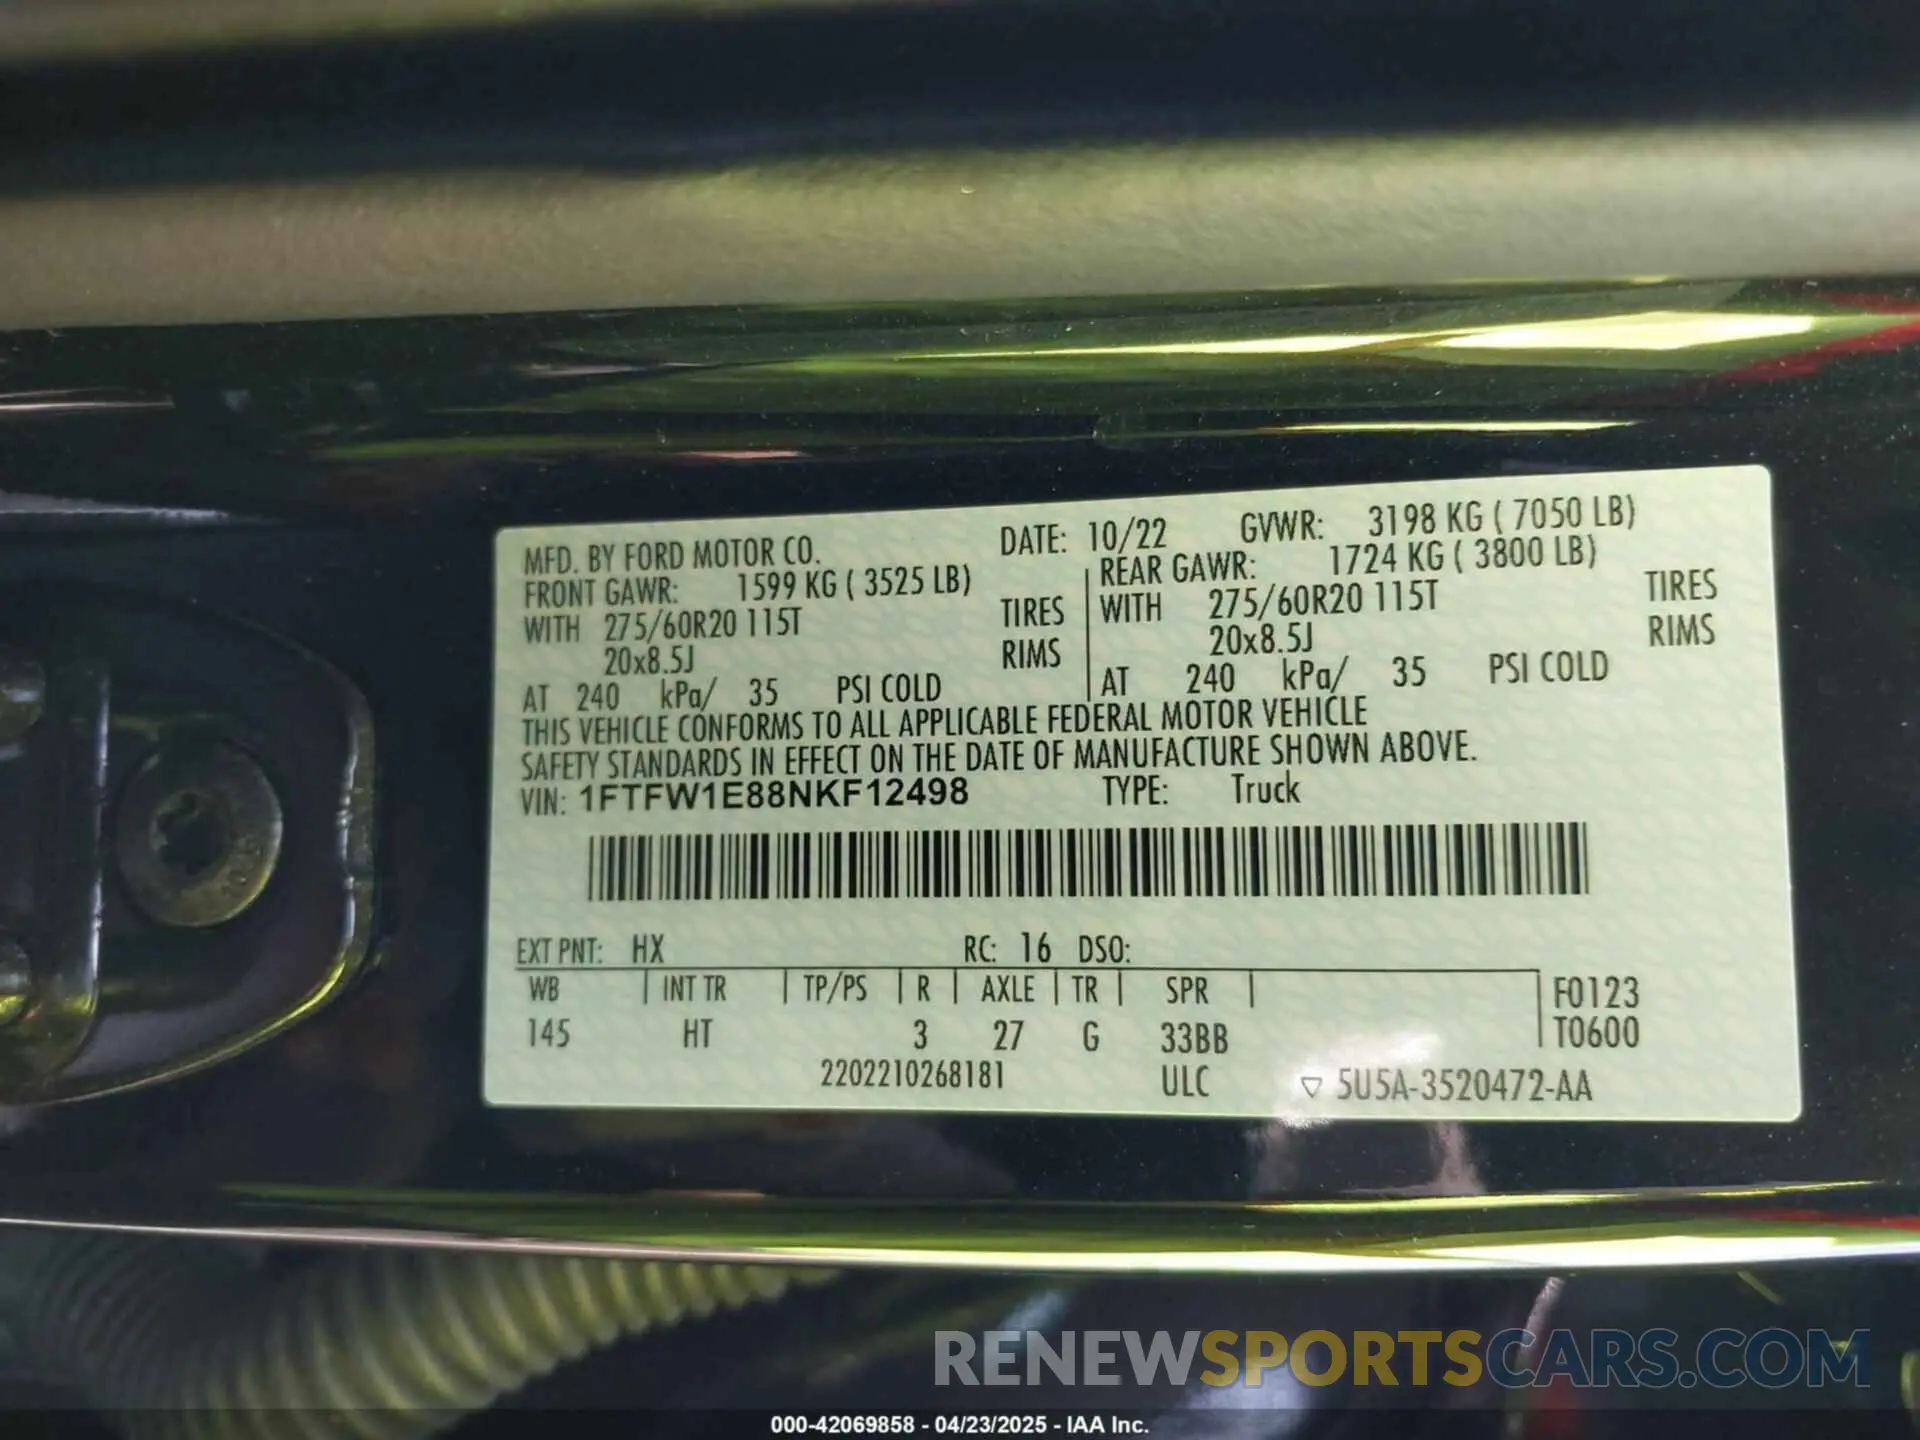 MFD. BY FORD MOTOR CO. DATE: 10/22 GVWR: 3198 KG ( 7050 LB)
FRONT GAWR: 1599 KG ( 3525 LB) REAR GAWR: 1724 KG ( 3800 LB)
WITH 275/60R20 115T TIRES WITH 275/60R20 115T TIRES
20x8.5J RIMS 20x8.5J RIMS
AT 240 kPa/ 35 PSI COLD AT 240 kPa/ 35 PSI COLD
THIS VEHICLE CONFORMS TO ALL APPLICABLE FEDERAL MOTOR VEHICLE
SAFETY STANDARDS IN EFFECT ON THE DATE OF MANUFACTURE SHOWN ABOVE.
VIN: 1FTFW1E88NKF12498 TYPE: Truck
EXT PNT: HX RC: 16 DSO:
WB INT TR TP/PS R AXLE TR SPR F0123
145 HT 3 27 G 33BB T0600
2202210268181 ULC ▽ 5U5A-3520472-AA
RENEWSPORTSCARS.COM
000-42069858 - 04/23/2025 - IAA Inc.